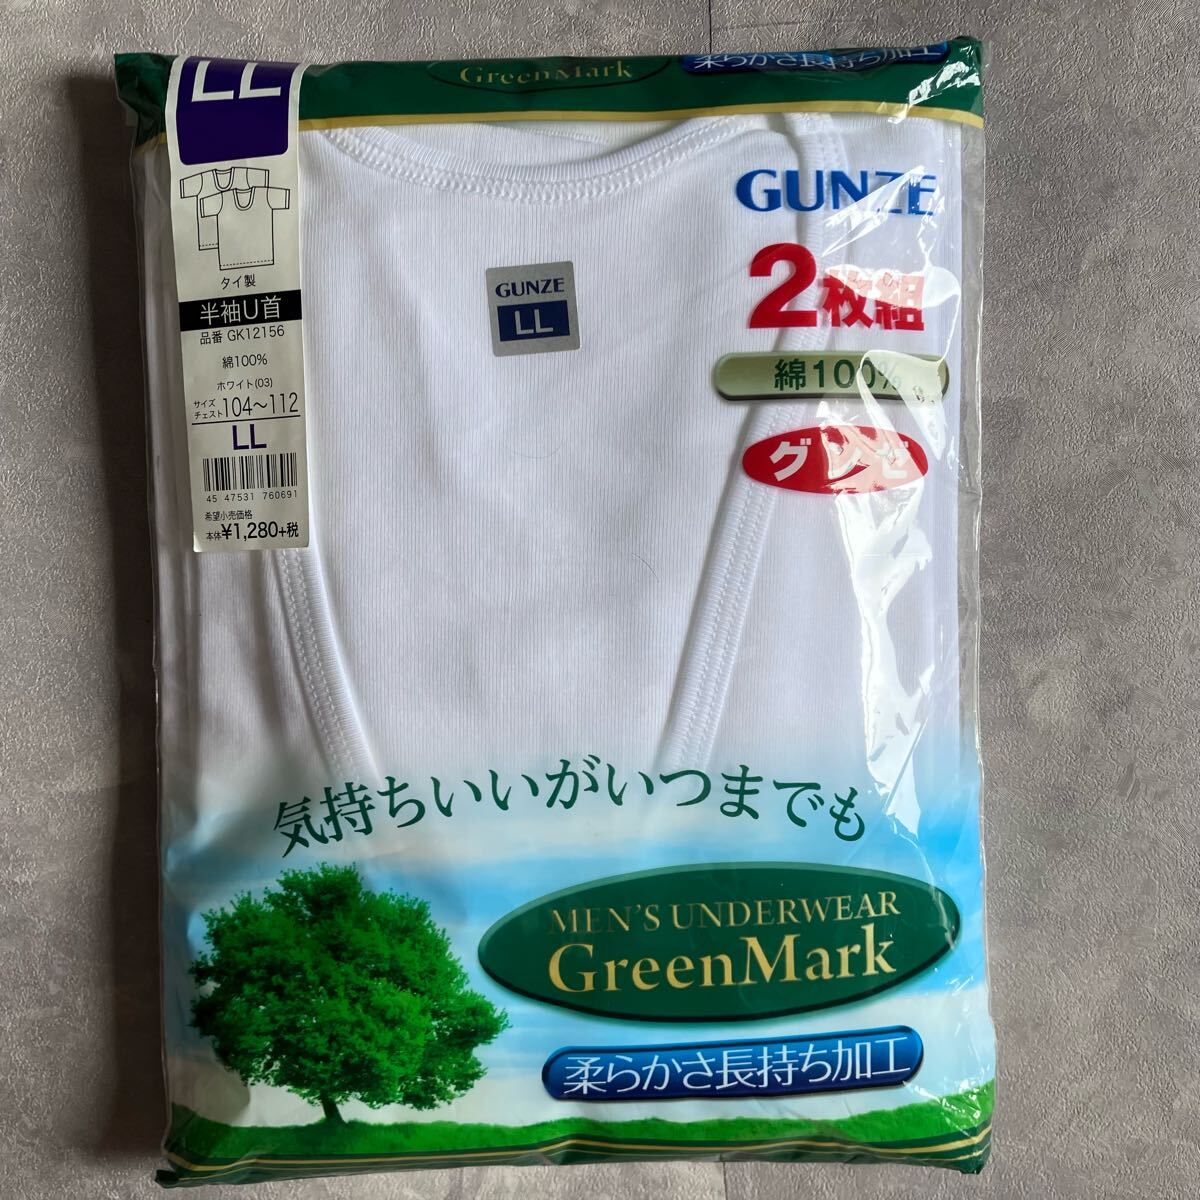 LL
タイ製
半袖U首
品番 GK12156
綿100%
ホワイト(03)
サイズ
チェスト 104〜112
LL
45 47531 760691
希望小売価格
本体¥1,280+税
GreenMark
柔らかさ長持ち加工
GUNZE
LL
GUNZE
2枚組
綿100%
グンゼ
気持ちいいがいつまでも
MEN'S UNDERWEAR
GreenMark
柔らかさ長持ち加工